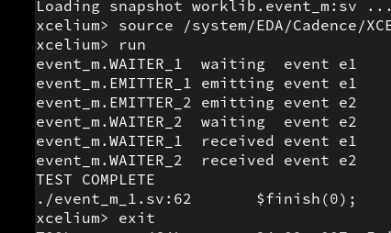 Loading snapshot worklib.event_m:sv ...
xcelium> source /system/EDA/Cadence/XCE
xcelium> run
event_m.WAITER_1  waiting  event e1
event_m.EMITTER_1 emitting event e1
event_m.EMITTER_2 emitting event e2
event_m.WAITER_2  waiting  event e2
event_m.WAITER_1  received event e1
event_m.WAITER_2  received event e2
TEST COMPLETE
./event_m_1.sv:62      $finish(0);
xcelium> exit